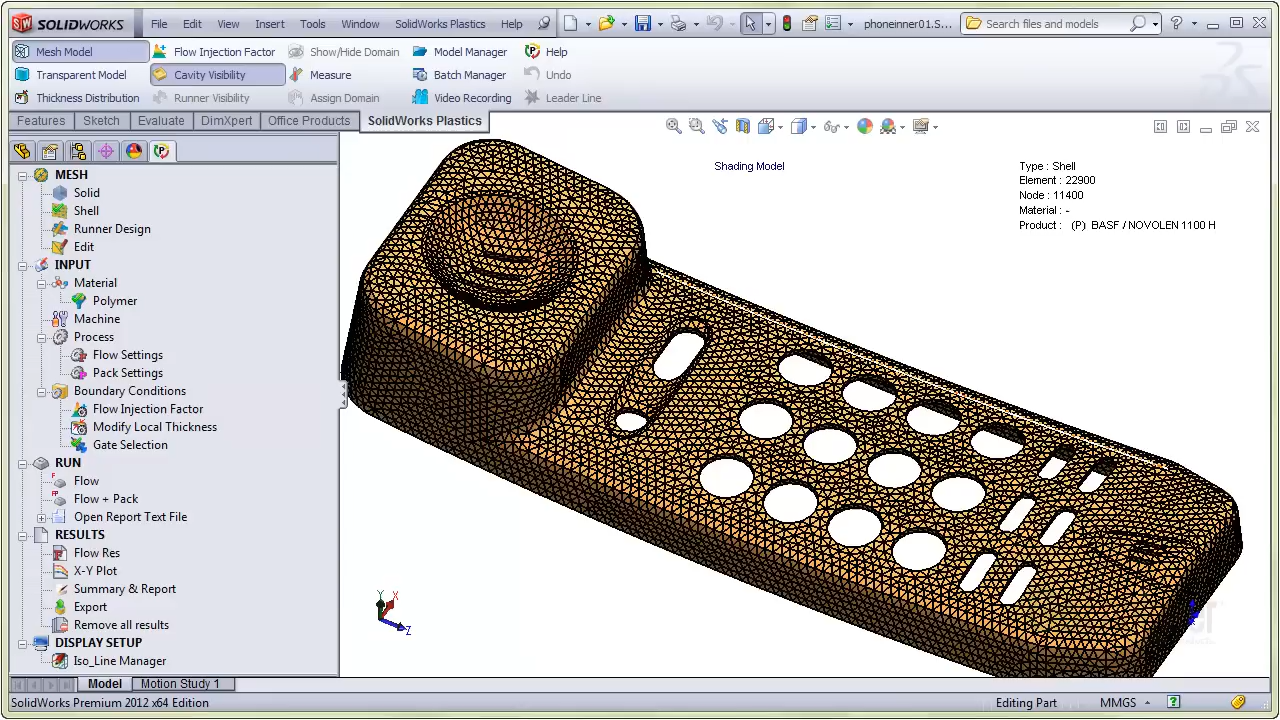 SOLIDWORKS File Edit View Insert Tools Window SolidWorks Plastics Help phoneinner01.S... Search files and models
Mesh Model Flow Injection Factor Show/Hide Domain Model Manager Help
Transparent Model Cavity Visibility Measure Batch Manager Undo
Thickness Distribution Runner Visibility Assign Domain Video Recording Leader Line
Features Sketch Evaluate DimXpert Office Products SolidWorks Plastics
Shading Model
Type : Shell
Element : 22900
Node : 11400
Material : -
Product : (P) BASF / NOVOLEN 1100 H
MESH
Solid
Shell
Runner Design
Edit
INPUT
Material
Polymer
Machine
Process
Flow Settings
Pack Settings
Boundary Conditions
Flow Injection Factor
Modify Local Thickness
Gate Selection
RUN
Flow
Flow + Pack
Open Report Text File
RESULTS
Flow Res
X-Y Plot
Summary & Report
Export
Remove all results
DISPLAY SETUP
Iso_Line Manager
Y
X
Z
Model Motion Study 1
SolidWorks Premium 2012 x64 Edition Editing Part MMGS